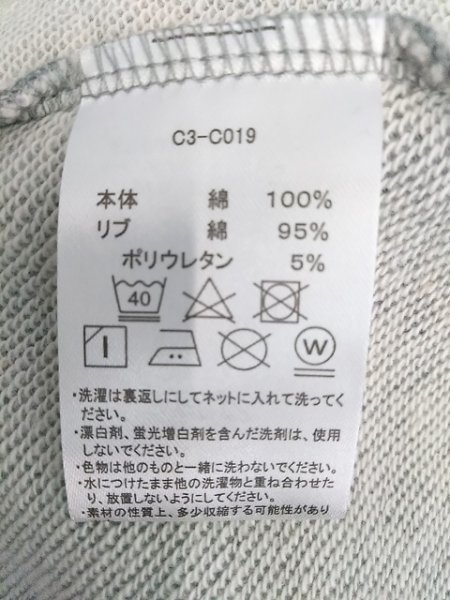 C3-C019
本体 綿 100%
リブ 綿 95%
ポリウレタン 5%
40
W
・洗濯は裏返しにしてネットに入れて洗ってく
ださい。
・漂白剤、蛍光増白剤を含んだ洗剤は、使用
しないでください。
・色物は他のものと一緒に洗わないでください。
・水につけたまま他の洗濯物と重ね合わせた
り、放置しないようにしてください。
・素材の性質上、多少収縮する可能性があり